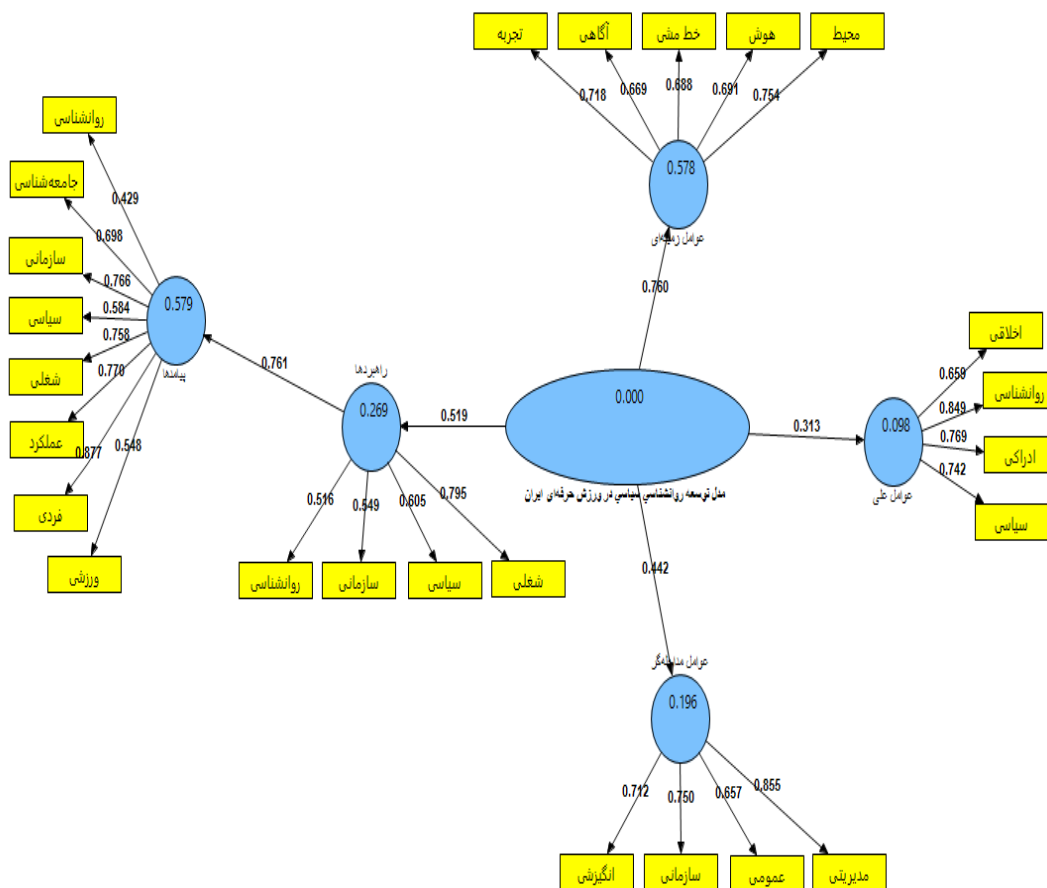 محیط
هوش
خط مشی
آگاهی
تجربه
0.754
0.691
0.688
0.669
0.718
0.578
عوامل زمینه‌ای
0.760
روانشناسی
جامعه‌شناسی
سازمانی
سیاسی
شغلی
عملکرد
فردی
ورزشی
0.429
0.698
0.766
0.584
0.758
0.770
0.877
0.548
0.579
پیامدها
0.761
راهبردها
0.269
0.519
0.516
0.549
0.605
0.795
روانشناسی
سازمانی
سیاسی
شغلی
0.000
مدل توسعه روانشناسي سیاسي در ورزش حرفه‌ای ایران
0.313
0.098
عوامل علی
0.659
0.849
0.769
0.742
اخلاقی
روانشناسی
ادراکی
سیاسی
0.442
عوامل مداخله‌گر
0.196
0.712
0.750
0.657
0.855
انگیزشی
سازمانی
عمومی
مدیریتی